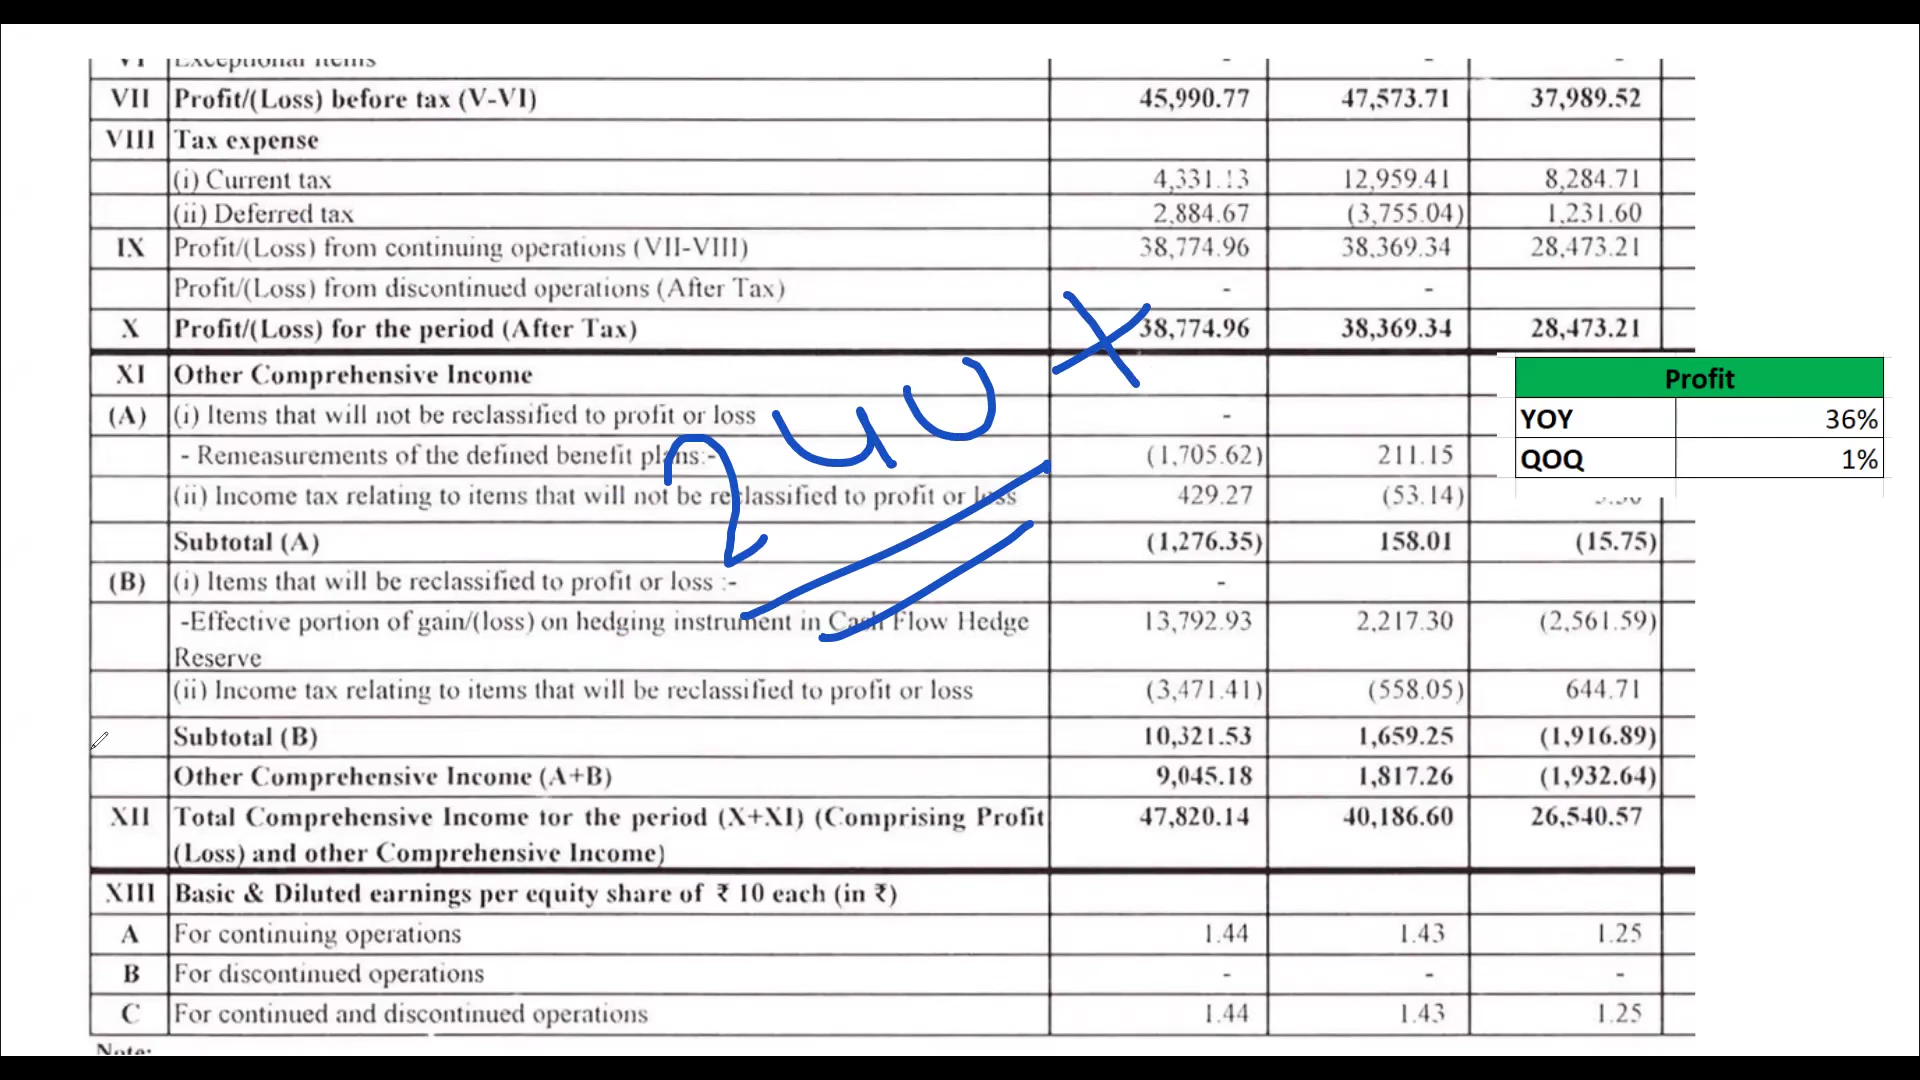 VI Exceptional items - - -
VII Profit/(Loss) before tax (V-VI) 45,990.77 47,573.71 37,989.52
VIII Tax expense
(i) Current tax 4,331.13 12,959.41 8,284.71
(ii) Deferred tax 2,884.67 (3,755.04) 1,231.60
IX Profit/(Loss) from continuing operations (VII-VIII) 38,774.96 38,369.34 28,473.21
Profit/(Loss) from discontinued operations (After Tax) - -
X Profit/(Loss) for the period (After Tax) 38,774.96 38,369.34 28,473.21
XI Other Comprehensive Income
(A) (i) Items that will not be reclassified to profit or loss -
- Remeasurements of the defined benefit plans:- (1,705.62) 211.15
(ii) Income tax relating to items that will not be reclassified to profit or loss 429.27 (53.14)
Subtotal (A) (1,276.35) 158.01 (15.75)
(B) (i) Items that will be reclassified to profit or loss :- -
-Effective portion of gain/(loss) on hedging instrument in Cash Flow Hedge 13,792.93 2,217.30 (2,561.59)
Reserve
(ii) Income tax relating to items that will be reclassified to profit or loss (3,471.41) (558.05) 644.71
Subtotal (B) 10,321.53 1,659.25 (1,916.89)
Other Comprehensive Income (A+B) 9,045.18 1,817.26 (1,932.64)
XII Total Comprehensive Income for the period (X+XI) (Comprising Profit 47,820.14 40,186.60 26,540.57
(Loss) and other Comprehensive Income)
XIII Basic & Diluted earnings per equity share of ₹ 10 each (in ₹)
A For continuing operations 1.44 1.43 1.25
B For discontinued operations - - -
C For continued and discontinued operations 1.44 1.43 1.25
Note:
240+
Profit
YOY 36%
QOQ 1%